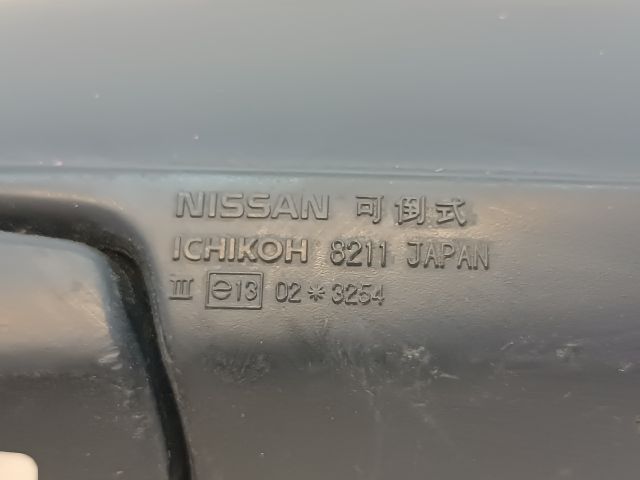 NISSAN 可倒式
ICHIKOH 8211 JAPAN
III e13 02*3254